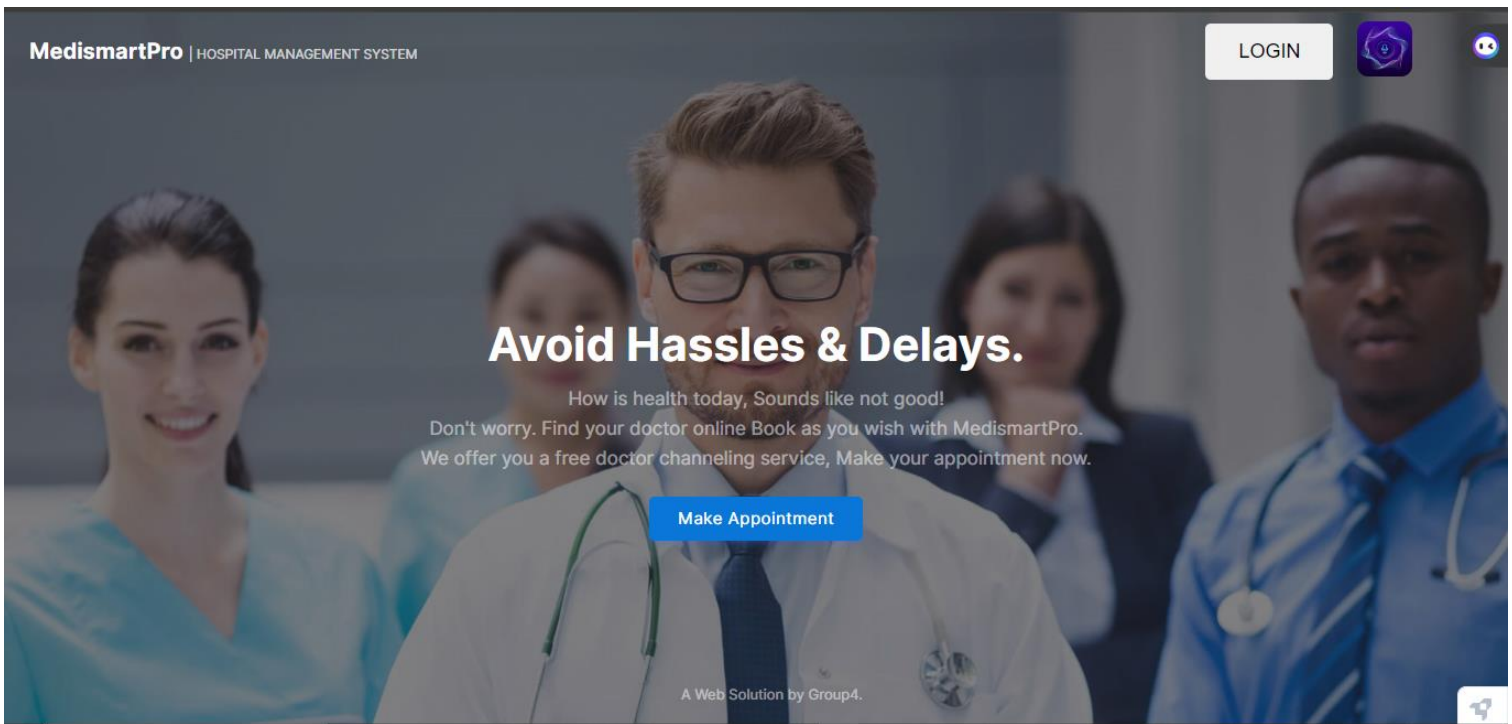 MedismartPro | HOSPITAL MANAGEMENT SYSTEM
LOGIN
Avoid Hassles & Delays.
How is health today, Sounds like not good!
Don't worry. Find your doctor online Book as you wish with MedismartPro.
We offer you a free doctor channeling service, Make your appointment now.
Make Appointment
A Web Solution by Group4.